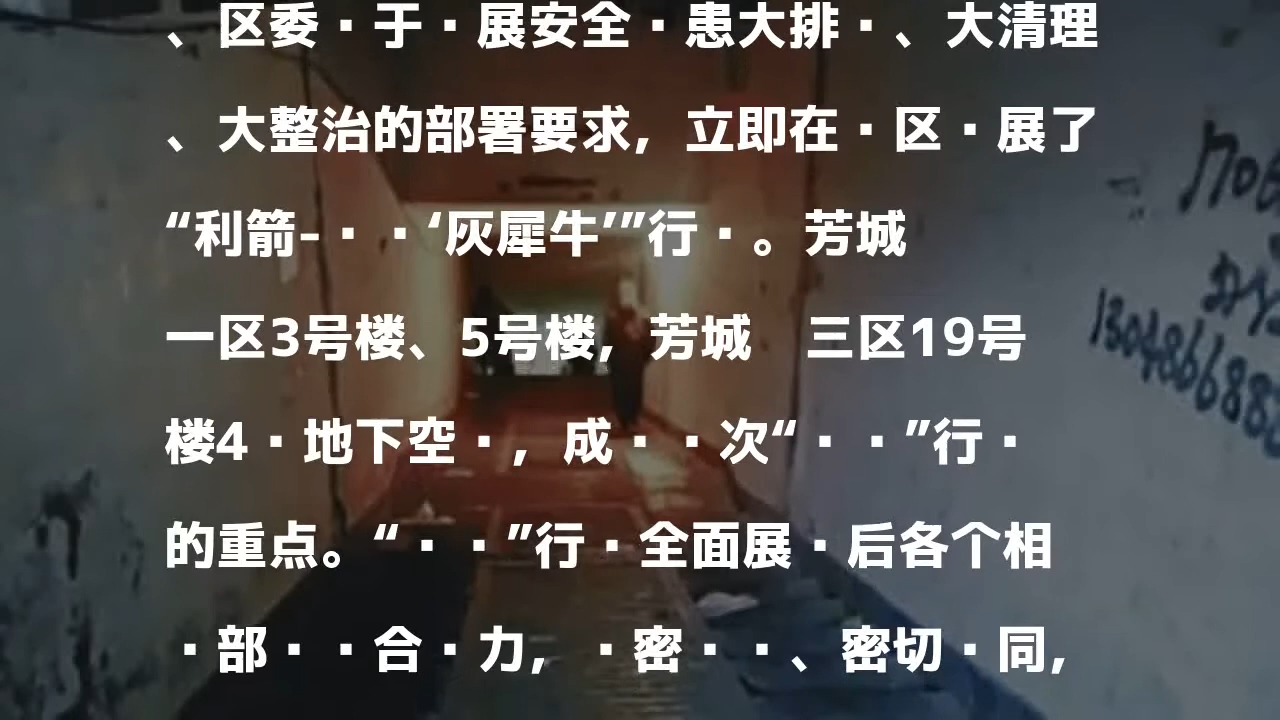 、区委·于·展安全·患大排·、大清理
、大整治的部署要求，立即在·区·展了
“利箭-··‘灰犀牛’”行·。芳城
一区3号楼、5号楼，芳城　三区19号
楼4·地下空·，成··次“··”行·
的重点。“··”行·全面展·后各个相
·部··合·力，·密··、密切·同，
130486688